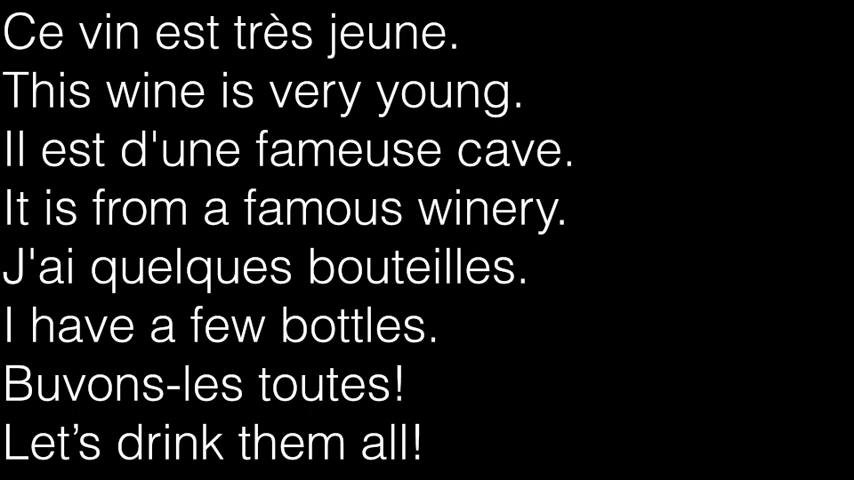 Ce vin est très jeune.
This wine is very young.
Il est d'une fameuse cave.
It is from a famous winery.
J'ai quelques bouteilles.
I have a few bottles.
Buvons-les toutes!
Let’s drink them all!